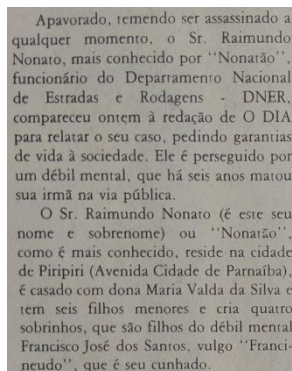 Apavorado, temendo ser assassinado a
qualquer momento, o Sr. Raimundo
Nonato, mais conhecido por "Nonatão",
funcionário do Departamento Nacional
de Estradas e Rodagens - DNER,
compareceu ontem à redação de O DIA
para relatar o seu caso, pedindo garantias
de vida à sociedade. Ele é perseguido por
um débil mental, que há seis anos matou
sua irmã na via pública.
O Sr. Raimundo Nonato (é este seu
nome e sobrenome) ou "Nonatão",
como é mais conhecido, reside na cidade
de Piripiri (Avenida Cidade de Parnaíba),
é casado com dona Maria Valda da Silva e
tem seis filhos menores e cria quatro
sobrinhos, que são filhos do débil mental
Francisco José dos Santos, vulgo "Franci-
neudo", que é seu cunhado.